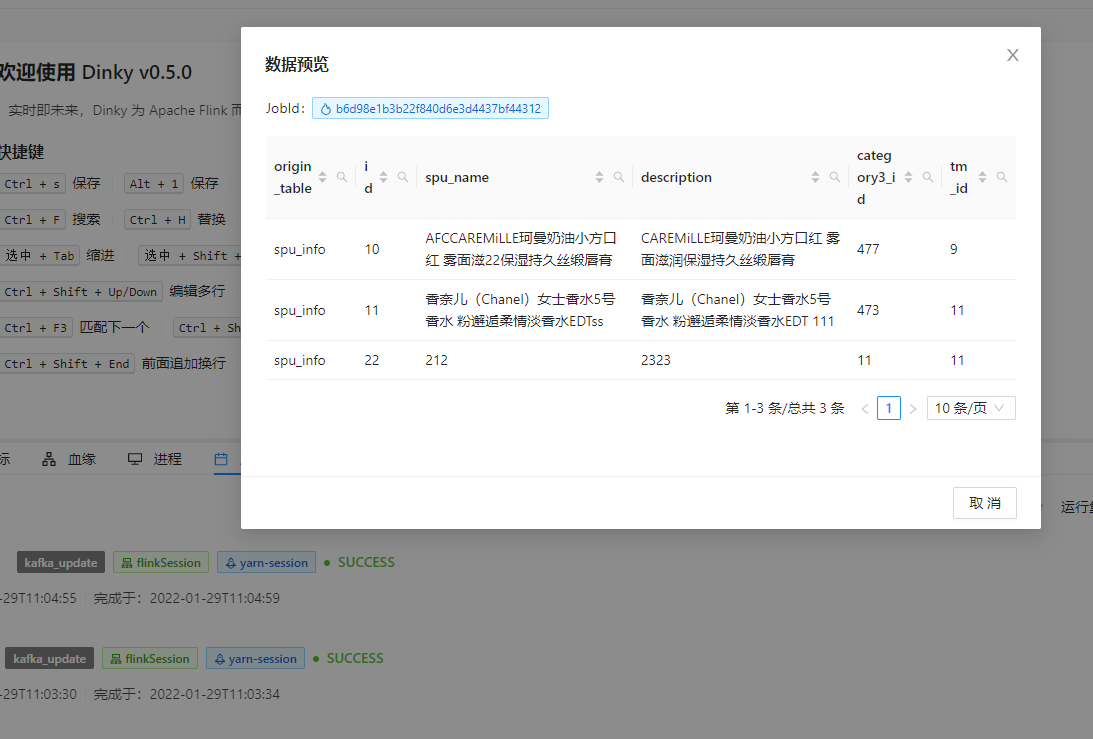 欢迎使用 Dinky v0.5.0
实时即未来，Dinky 为 Apache Flink 而
快捷键
Ctrl + s 保存 Alt + 1 保存
Ctrl + F 搜索 Ctrl + H 替换
选中 + Tab 缩进 选中 + Shift +
Ctrl + Shift + Up/Down 编辑多行
Ctrl + F3 匹配下一个 Ctrl + Sh
Ctrl + Shift + End 前面追加换行
数据预览
JobId: b6d98e1b3b22f840d6e3d4437bf44312
origin_table id spu_name description category3_id tm_id
spu_info 10 AFCCAREMiLLE珂曼奶油小方口 CAREMiLLE珂曼奶油小方口红 雾 477 9
红 雾面滋22保湿持久丝缎唇膏 面滋润保湿持久丝缎唇膏
spu_info 11 香奈儿（Chanel）女士香水5号 香奈儿（Chanel）女士香水5号 473 11
香水 粉邂逅柔情淡香水EDTss 香水 粉邂逅柔情淡香水EDT 111
spu_info 22 212 2323 11 11
第 1-3 条/总共 3 条 < 1 > 10 条/页
取 消
标 血缘 进程
运行
kafka_update flinkSession yarn-session SUCCESS
-29T11:04:55 完成于：2022-01-29T11:04:59
kafka_update flinkSession yarn-session SUCCESS
-29T11:03:30 完成于：2022-01-29T11:03:34